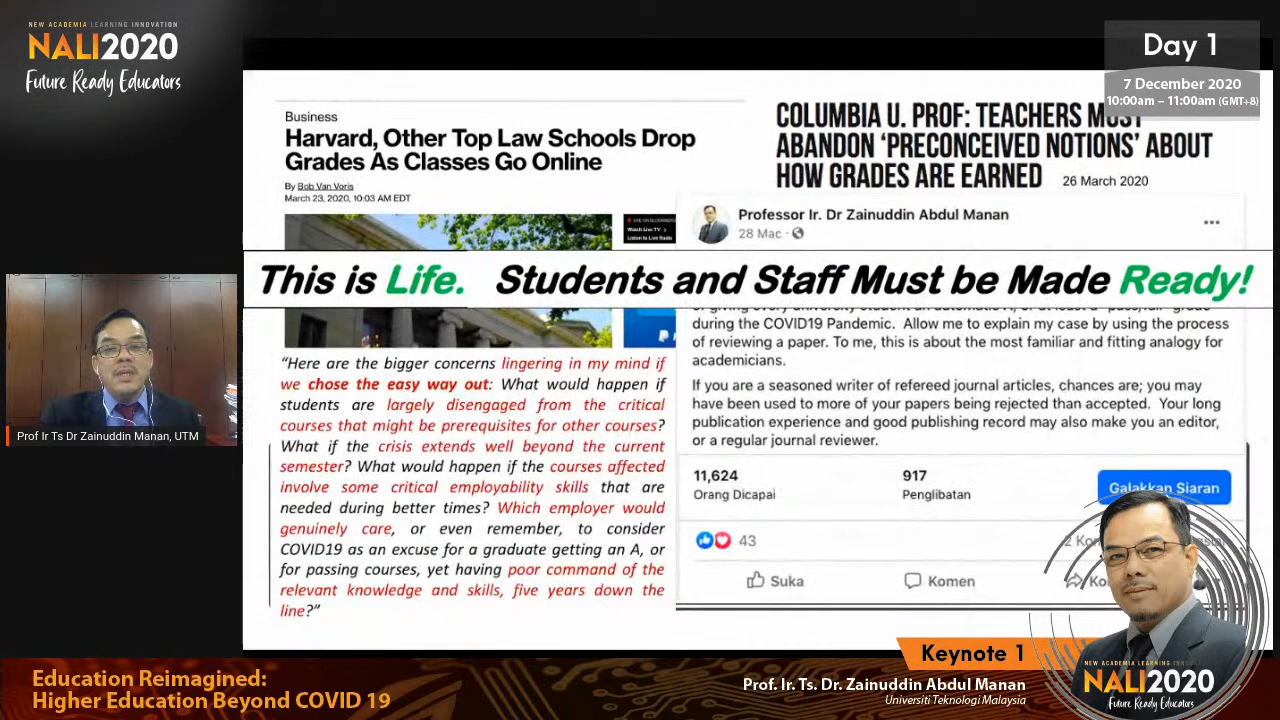 NEW ACADEMIA LEARNING INNOVATION
NALI2020
Future Ready Educators
Day 1
7 December 2020
10:00am – 11:00am (GMT+8)
Business
Harvard, Other Top Law Schools Drop
Grades As Classes Go Online
By Bob Van Voris
March 23, 2020, 10:03 AM EDT
COLUMBIA U. PROF: TEACHERS MUST
ABANDON ‘PRECONCEIVED NOTIONS’ ABOUT
HOW GRADES ARE EARNED 26 March 2020
Watch Live TV >
Listen to Live Radio
Professor Ir. Dr Zainuddin Abdul Manan
28 Mac ·
This is Life. Students and Staff Must be Made Ready!
during the COVID19 Pandemic. Allow me to explain my case by using the process
of reviewing a paper. To me, this is about the most familiar and fitting analogy for
academicians.
If you are a seasoned writer of refereed journal articles, chances are; you may
have been used to more of your papers being rejected than accepted. Your long
publication experience and good publishing record may also make you an editor,
or a regular journal reviewer.
“Here are the bigger concerns lingering in my mind if
we chose the easy way out: What would happen if
students are largely disengaged from the critical
courses that might be prerequisites for other courses?
What if the crisis extends well beyond the current
semester? What would happen if the courses affected
involve some critical employability skills that are
needed during better times? Which employer would
genuinely care, or even remember, to consider
COVID19 as an excuse for a graduate getting an A, or
for passing courses, yet having poor command of the
relevant knowledge and skills, five years down the
line?”
11,624
Orang Dicapai
917
Penglibatan
Galakkan Siaran
43
Suka
Komen
Prof Ir Ts Dr Zainuddin Manan, UTM
Keynote 1
Education Reimagined:
Higher Education Beyond COVID 19
Prof. Ir. Ts. Dr. Zainuddin Abdul Manan
Universiti Teknologi Malaysia
NEW ACADEMIA LEARNING
NALI2020
Future Ready Educators